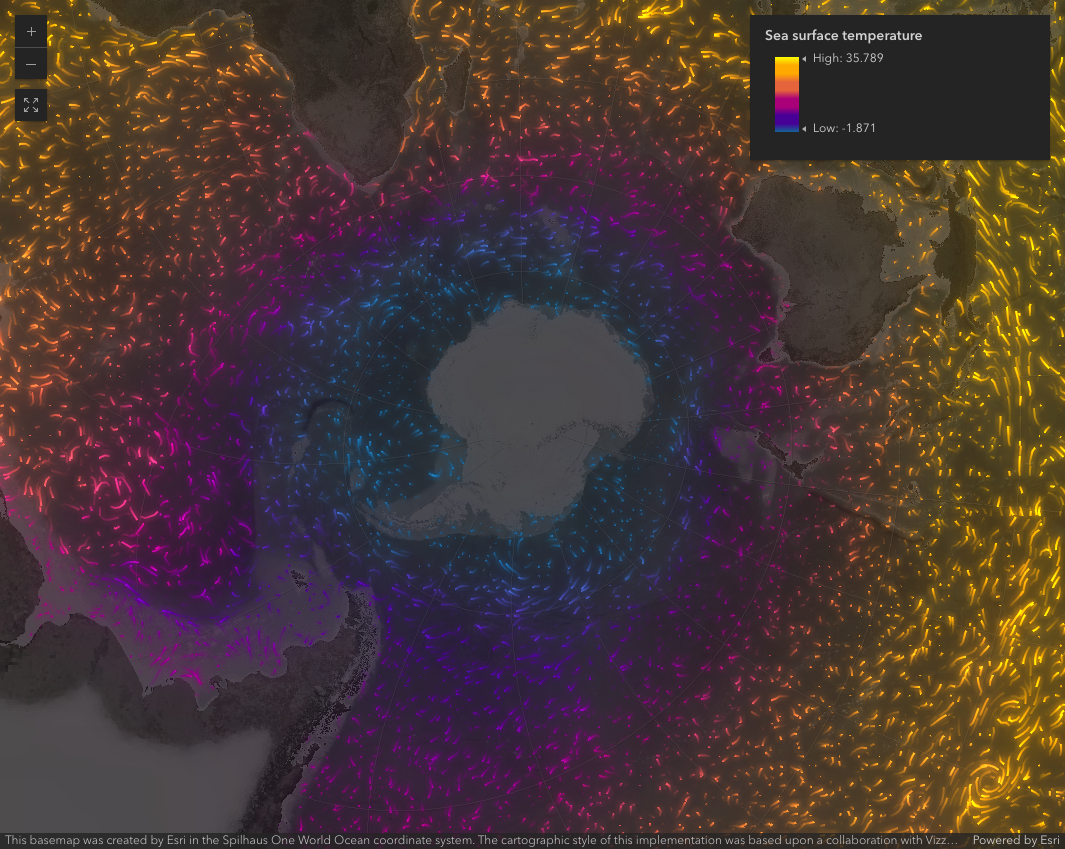 +
Sea surface temperature
High: 35.789
–
Low: -1.871
This basemap was created by Esri in the Spilhaus One World Ocean coordinate system. The cartographic style of this implementation was based upon a collaboration with Vizz...
Powered by Esri